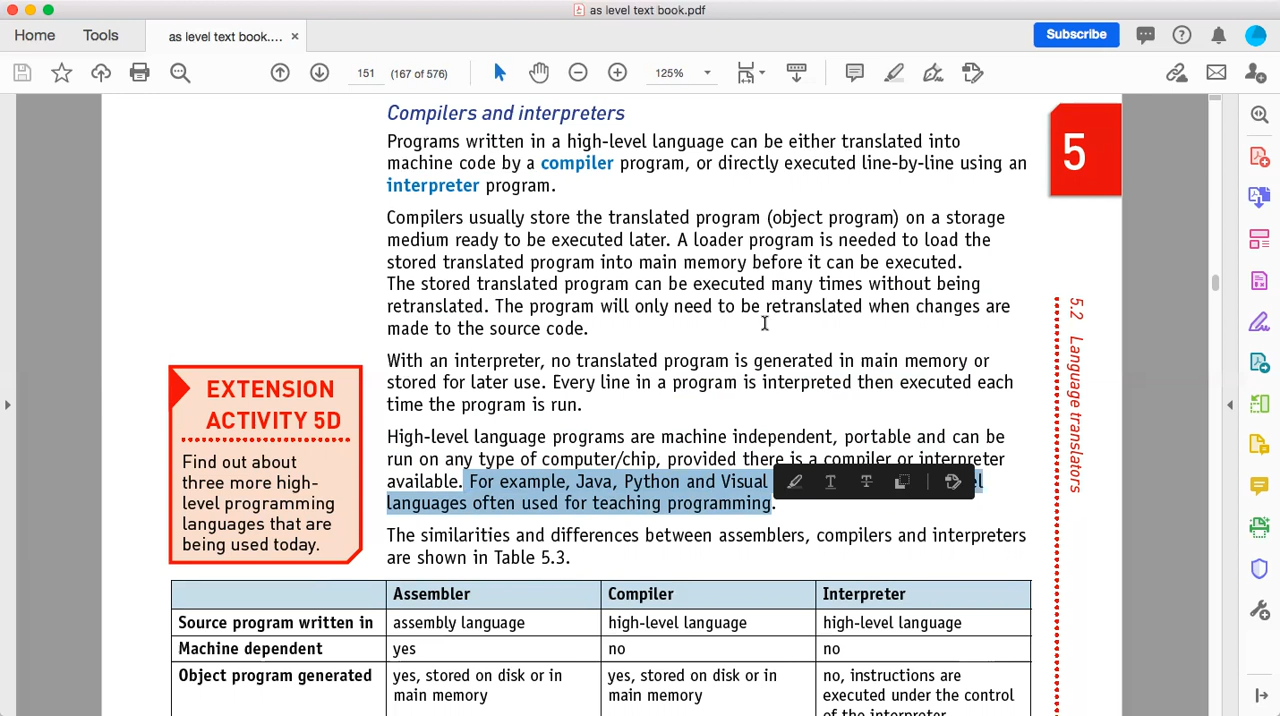 as level text book.pdf
Home
Tools
as level text book....
Subscribe
151
(167 of 576)
125%
Compilers and interpreters
Programs written in a high-level language can be either translated into
machine code by a compiler program, or directly executed line-by-line using an
interpreter program.
Compilers usually store the translated program (object program) on a storage
medium ready to be executed later. A loader program is needed to load the
stored translated program into main memory before it can be executed.
The stored translated program can be executed many times without being
retranslated. The program will only need to be retranslated when changes are
made to the source code.
With an interpreter, no translated program is generated in main memory or
stored for later use. Every line in a program is interpreted then executed each
time the program is run.
High-level language programs are machine independent, portable and can be
run on any type of computer/chip, provided there is a compiler or interpreter
available. For example, Java, Python and Visual
languages often used for teaching programming.
The similarities and differences between assemblers, compilers and interpreters
are shown in Table 5.3.
EXTENSION
ACTIVITY 5D
Find out about
three more high-
level programming
languages that are
being used today.
5
5.2 Language translators
Assembler Compiler Interpreter
Source program written in assembly language high-level language high-level language
Machine dependent yes no no
Object program generated yes, stored on disk or in yes, stored on disk or in no, instructions are
main memory main memory executed under the control
of the interpreter